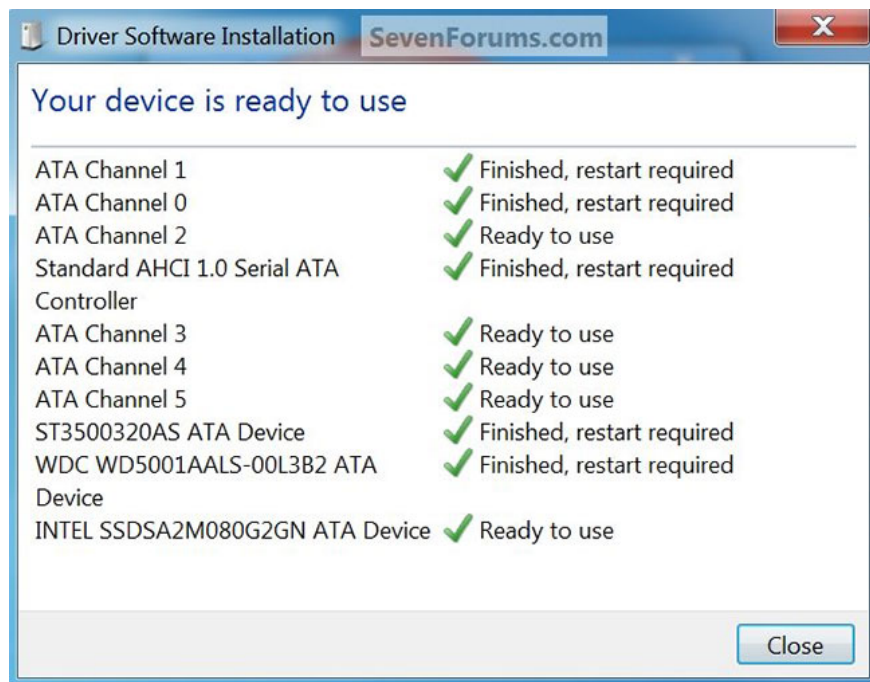 Driver Software Installation SevenForums.com
X
Your device is ready to use
ATA Channel 1 Finished, restart required
ATA Channel 0 Finished, restart required
ATA Channel 2 Ready to use
Standard AHCI 1.0 Serial ATA Finished, restart required
Controller
ATA Channel 3 Ready to use
ATA Channel 4 Ready to use
ATA Channel 5 Ready to use
ST3500320AS ATA Device Finished, restart required
WDC WD5001AALS-00L3B2 ATA Finished, restart required
Device
INTEL SSDSA2M080G2GN ATA Device Ready to use
Close